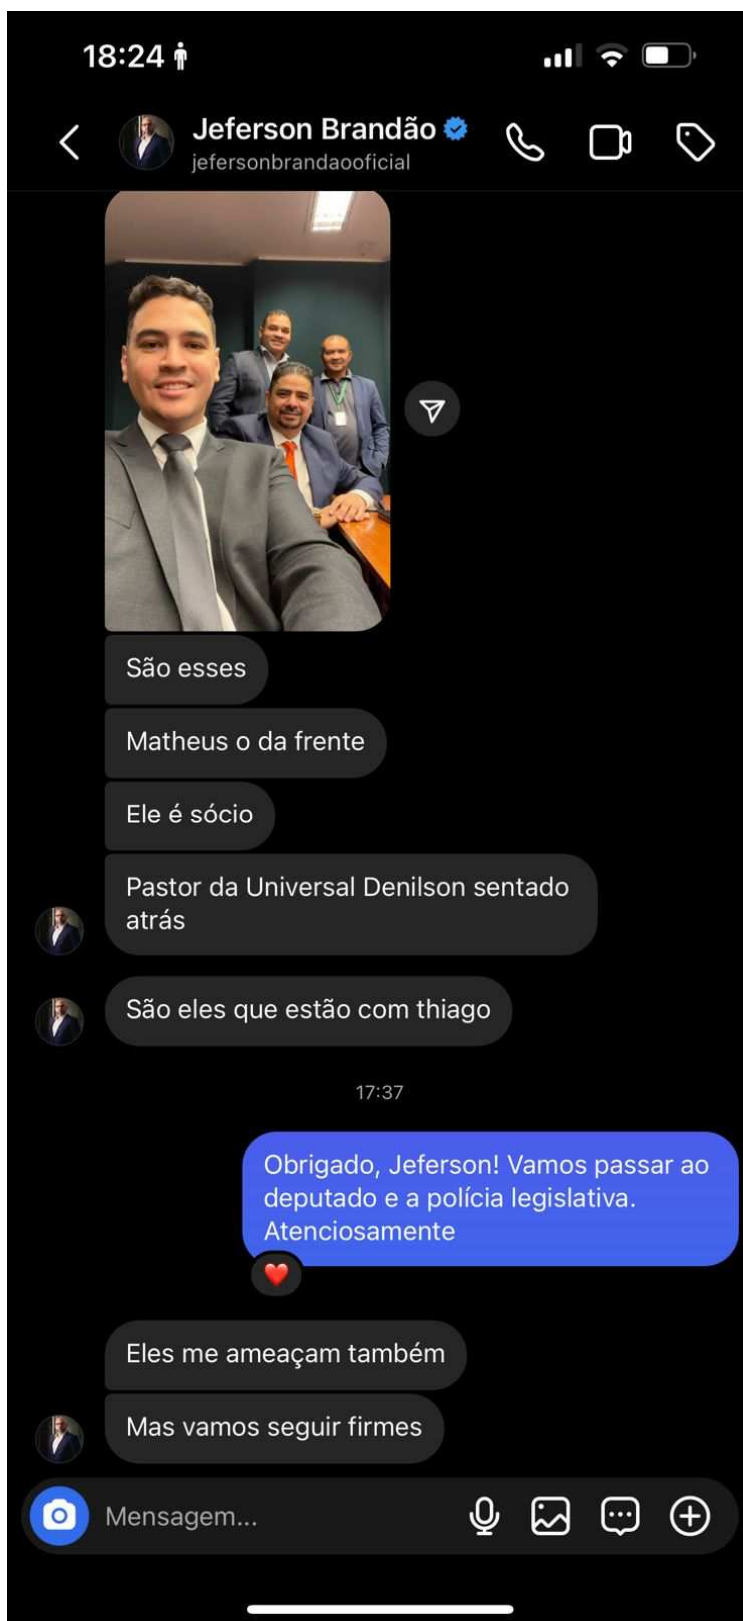 18:24
Jeferson Brandão
jefersonbrandaooficial
São esses
Matheus o da frente
Ele é sócio
Pastor da Universal Denilson sentado
atrás
São eles que estão com thiago
17:37
Obrigado, Jeferson! Vamos passar ao
deputado e a polícia legislativa.
Atenciosamente
Eles me ameaçam também
Mas vamos seguir firmes
Mensagem...